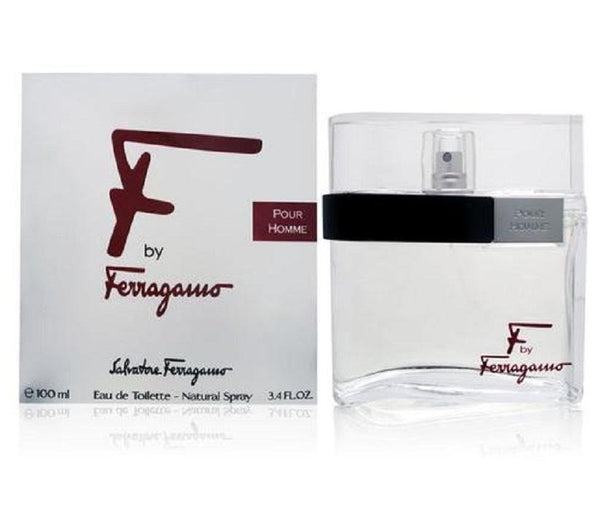 F
by
Ferragamo
POUR
HOMME
Salvatore Ferragamo
e 100 ml Eau de Toilette - Natural Spray 3.4 FL.OZ.
POUR
HOMME
F by
Ferragamo